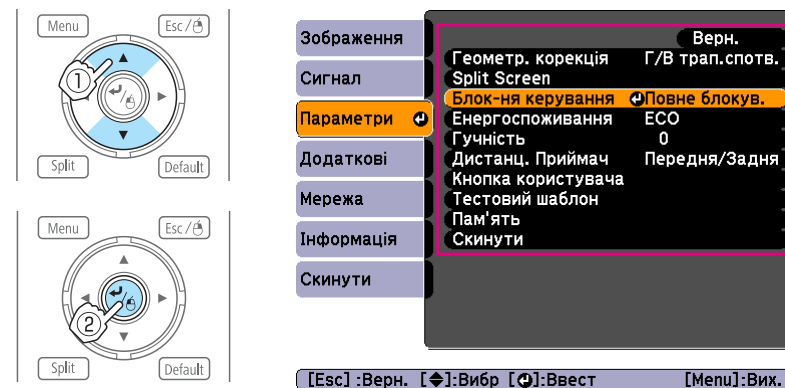 Menu
Esc/
1
Split
Default
Menu
Esc/
2
Split
Default
Зображення
Сигнал
Параметри
Додаткові
Мережа
Інформація
Скинути
Верн.
Геометр. корекція Г/В трап.спотв.
Split Screen
Блок-ня керування Повне блокув.
Енергоспоживання ECO
Гучність 0
Дистанц. Приймач Передня/Задня
Кнопка користувача
Тестовий шаблон
Пам'ять
Скинути
[Esc] :Верн. [◆]:Вибр [⏎]:Ввест [Menu]:Вих.